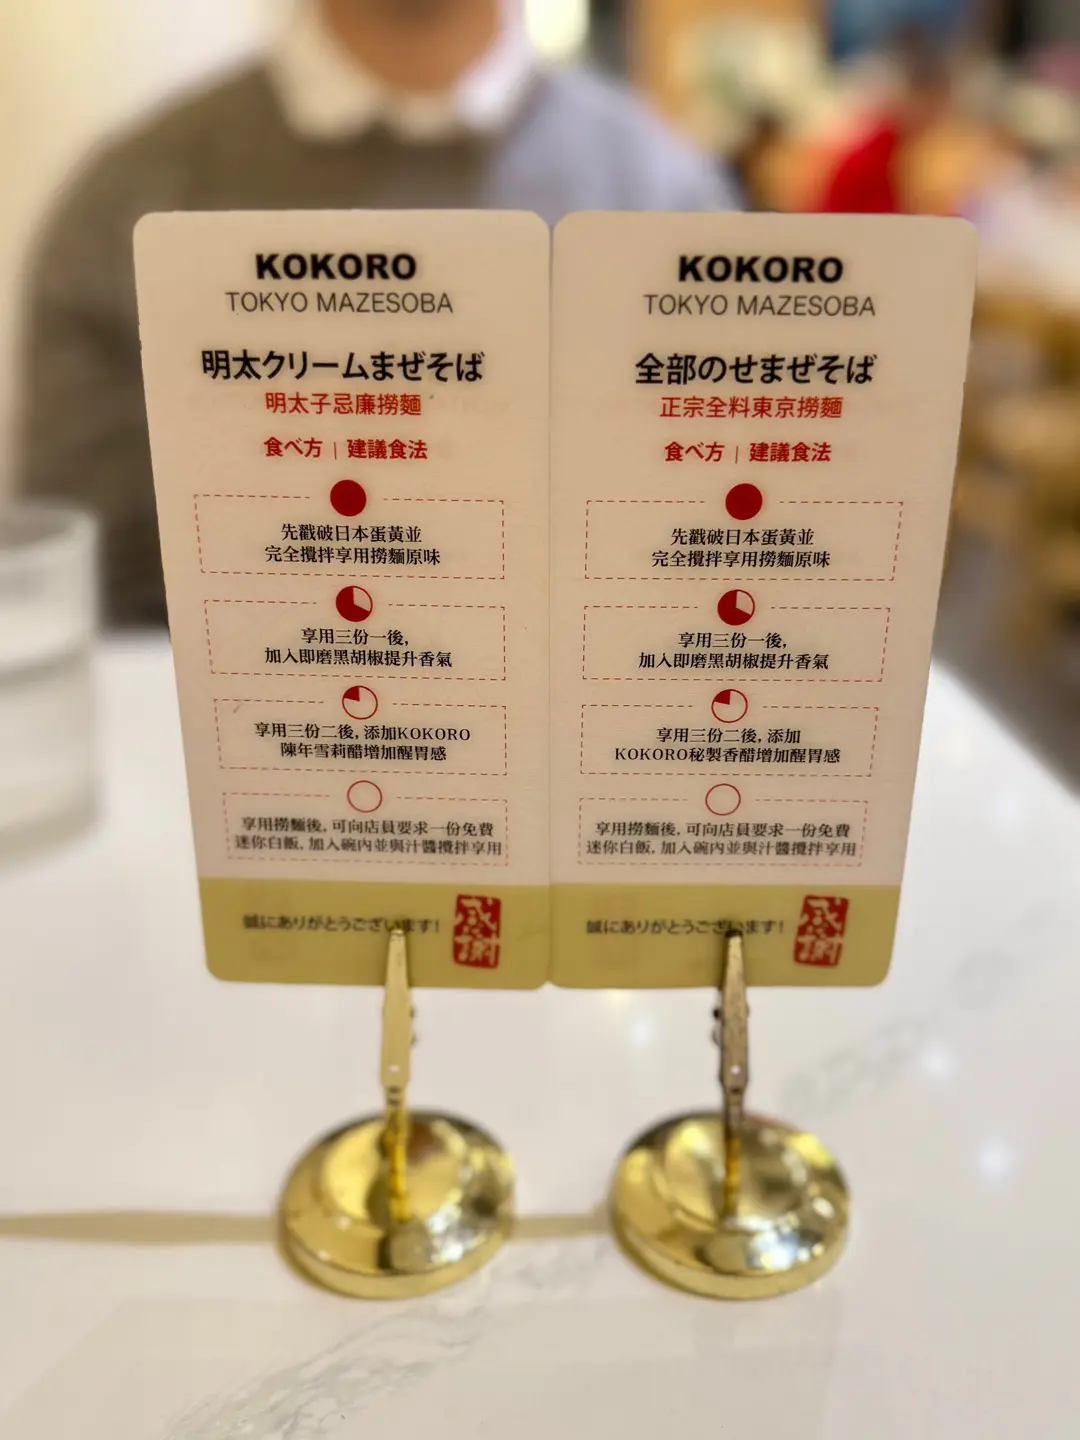 KOKORO
TOKYO MAZESOBA
明太クリームまぜそば
明太子忌廉撈麵
食べ方 | 建議食法
先戳破日本蛋黃並
完全攪拌享用撈麵原味
享用三份一後,
加入即磨黑胡椒提升香氣
享用三份二後, 添加KOKORO
陳年雪莉醋增加醒胃感
享用撈麵後, 可向店員要求一份免費
迷你白飯, 加入碗內並與汁醬攪拌享用
誠にありがとうございます!
感謝
KOKORO
TOKYO MAZESOBA
全部のせまぜそば
正宗全料東京撈麵
食べ方 | 建議食法
先戳破日本蛋黃並
完全攪拌享用撈麵原味
享用三份一後,
加入即磨黑胡椒提升香氣
享用三份二後, 添加
KOKORO秘製香醋增加醒胃感
享用撈麵後, 可向店員要求一份免費
迷你白飯, 加入碗內並與汁醬攪拌享用
誠にありがとうございます!
感謝